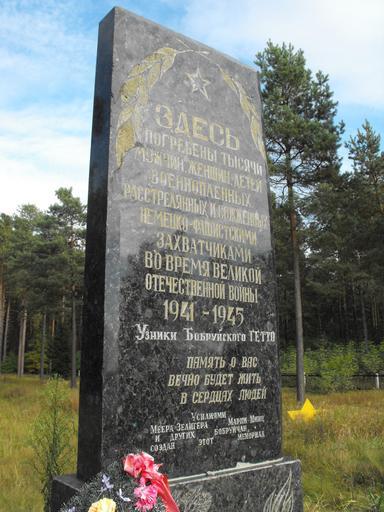 ЗДЕСЬ
ПОГРЕБЕНЫ ТЫСЯЧИ
МУЖЧИН, ЖЕНЩИН, ДЕТЕЙ
ВОЕННОПЛЕННЫХ
РАССТРЕЛЯННЫХ И СОЖЖЕННЫХ
НЕМЕЦКО-ФАШИСТСКИМИ
ЗАХВАТЧИКАМИ
ВО ВРЕМЯ ВЕЛИКОЙ
ОТЕЧЕСТВЕННОЙ ВОЙНЫ
1941 - 1945
Узники Бобруйского Гетто
ПАМЯТЬ О ВАС
ВЕЧНО БУДЕТ ЖИТЬ
В СЕРДЦАХ ЛЮДЕЙ
Усилиями
Меера Зелигера
и других бобруйчан
создан этот мемориал